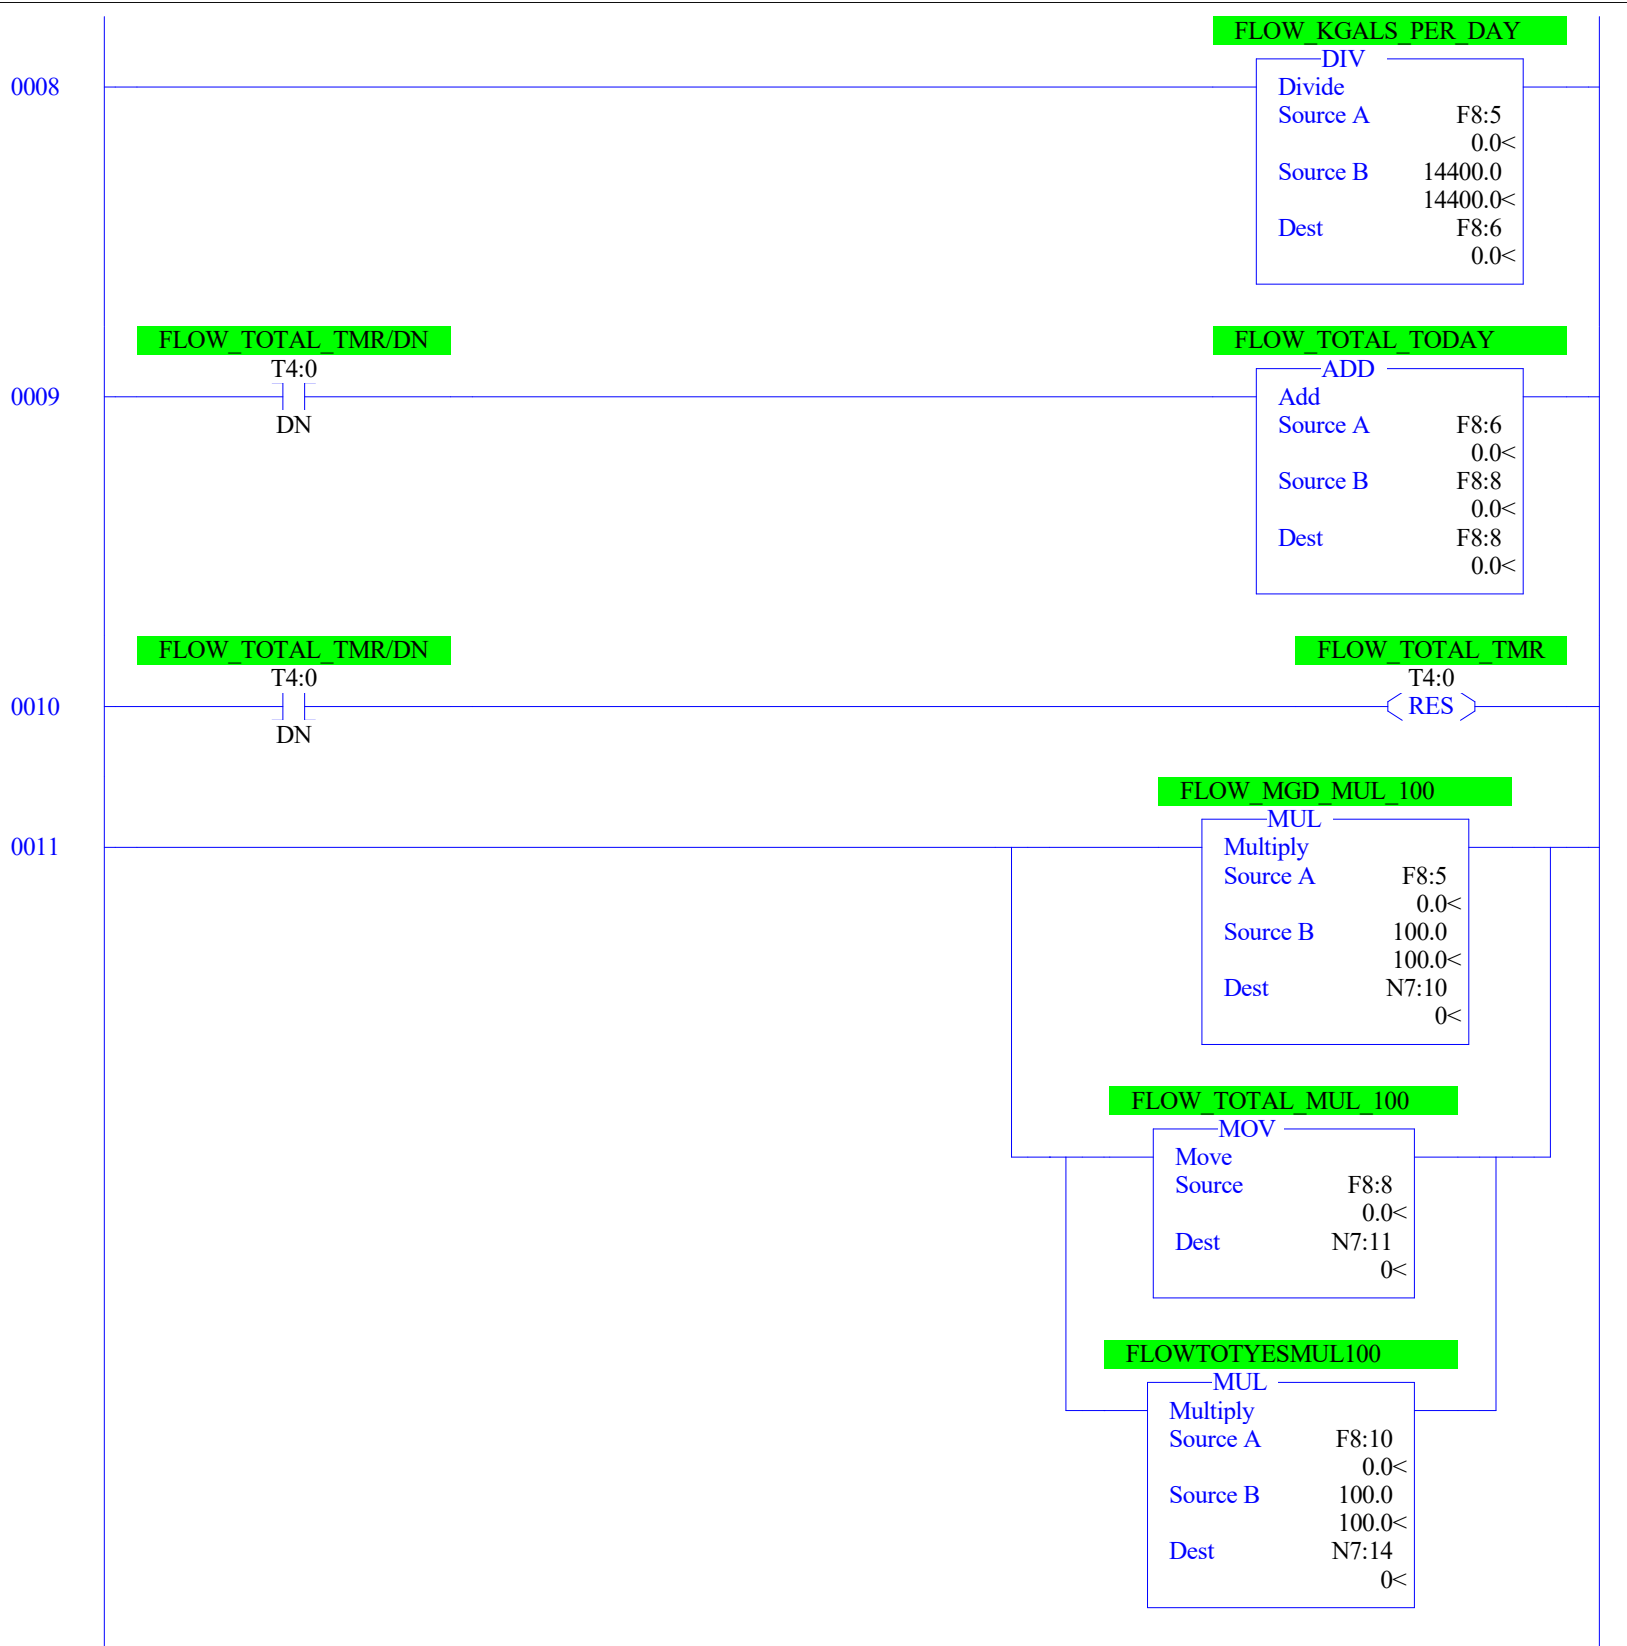 FLOW_KGALS_PER_DAY
DIV
0008
Divide
Source A F8:5
0.0<
Source B 14400.0
14400.0<
Dest F8:6
0.0<
FLOW_TOTAL_TMR/DN FLOW_TOTAL_TODAY
T4:0 ADD
0009
DN
Add
Source A F8:6
0.0<
Source B F8:8
0.0<
Dest F8:8
0.0<
FLOW_TOTAL_TMR/DN FLOW_TOTAL_TMR
T4:0 T4:0
0010 RES
DN
FLOW_MGD_MUL_100
MUL
0011
Multiply
Source A F8:5
0.0<
Source B 100.0
100.0<
Dest N7:10
0<
FLOW_TOTAL_MUL_100
MOV
Move
Source F8:8
0.0<
Dest N7:11
0<
FLOWTOTYESMUL100
MUL
Multiply
Source A F8:10
0.0<
Source B 100.0
100.0<
Dest N7:14
0<